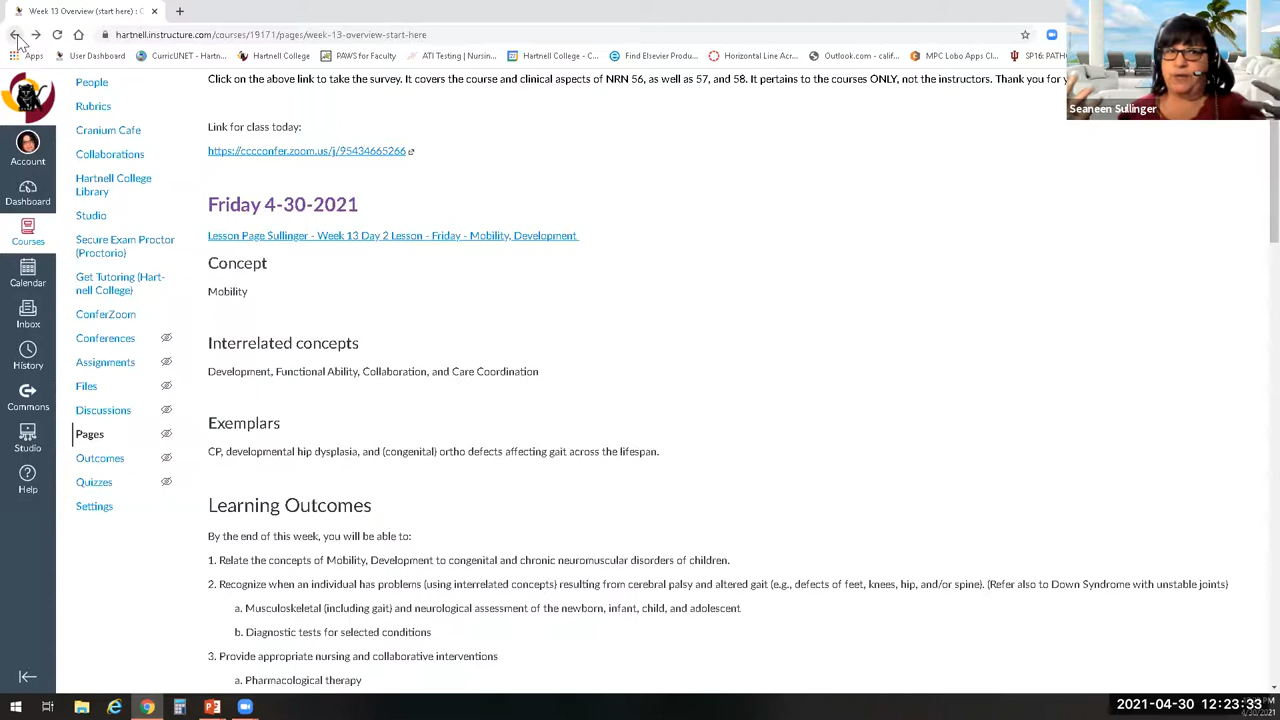 Week 13 Overview (start here) : C
hartnell.instructure.com/courses/19171/pages/week-13-overview-start-here
Apps
User Dashboard
CurricUNET - Hartn...
Hartnell College
PAWS for Faculty
ATI Testing / Nursin...
Hartnell College - C...
Find Elsevier Produ...
Horizontal Line Acr...
Outlook.com - calif...
MPC Lobo Apps Cl...
SP16: PATH
Seaneen Sullinger
Account
Dashboard
Courses
Calendar
Inbox
History
Commons
Studio
Help
People
Rubrics
Cranium Cafe
Collaborations
Hartnell College
Library
Studio
Secure Exam Proctor
(Proctorio)
Get Tutoring (Hart-
nell College)
ConferZoom
Conferences
Assignments
Files
Discussions
Pages
Outcomes
Quizzes
Settings
Click on the above link to take the survey. It covers the course and clinical aspects of NRN 56, as well as 57, and 58. It pertains to the courses ONLY, not the instructors. Thank you for y
Link for class today:
https://cccconfer.zoom.us/j/95434665266
Friday 4-30-2021
Lesson Page Sullinger - Week 13 Day 2 Lesson - Friday - Mobility, Development
Concept
Mobility
Interrelated concepts
Development, Functional Ability, Collaboration, and Care Coordination
Exemplars
CP, developmental hip dysplasia, and (congenital) ortho defects affecting gait across the lifespan.
Learning Outcomes
By the end of this week, you will be able to:
1. Relate the concepts of Mobility, Development to congenital and chronic neuromuscular disorders of children.
2. Recognize when an individual has problems (using interrelated concepts) resulting from cerebral palsy and altered gait (e.g., defects of feet, knees, hip, and/or spine). (Refer also to Down Syndrome with unstable joints)
a. Musculoskeletal (including gait) and neurological assessment of the newborn, infant, child, and adolescent
b. Diagnostic tests for selected conditions
3. Provide appropriate nursing and collaborative interventions
a. Pharmacological therapy
2021-04-30 12:23:33